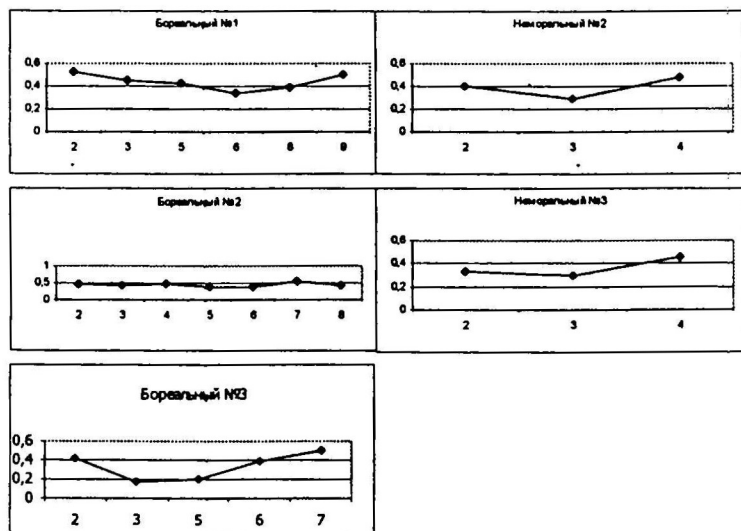 Бореальный №1
0,6
0,4
0,2
0
2 3 5 6 8 9
Неморальный №2
0,6
0,4
0,2
0
2 3 4
Бореальный №2
1
0,5
0
2 3 4 5 6 7 8
Неморальный №3
0,6
0,4
0,2
0
2 3 4
Бореальный №3
0,6
0,4
0,2
0
2 3 5 6 7